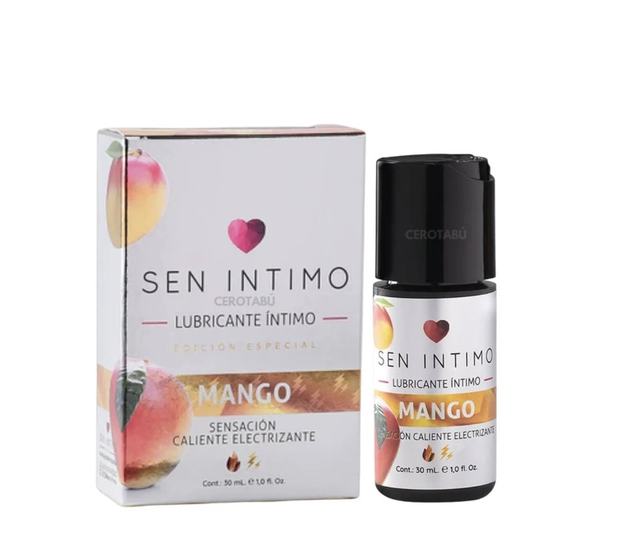 SEN INTIMO
CEROTABÚ
LUBRICANTE ÍNTIMO
EDICIÓN ESPECIAL
MANGO
SENSACIÓN
CALIENTE ELECTRIZANTE
Cont.: 30 mL. ℮ 1,0 fl. Oz.
CEROTABÚ
SEN INTIMO
LUBRICANTE ÍNTIMO
MANGO
CALIENTE ELECTRIZANTE
Cont.: 30 mL. ℮ 1,0 fl. Oz.